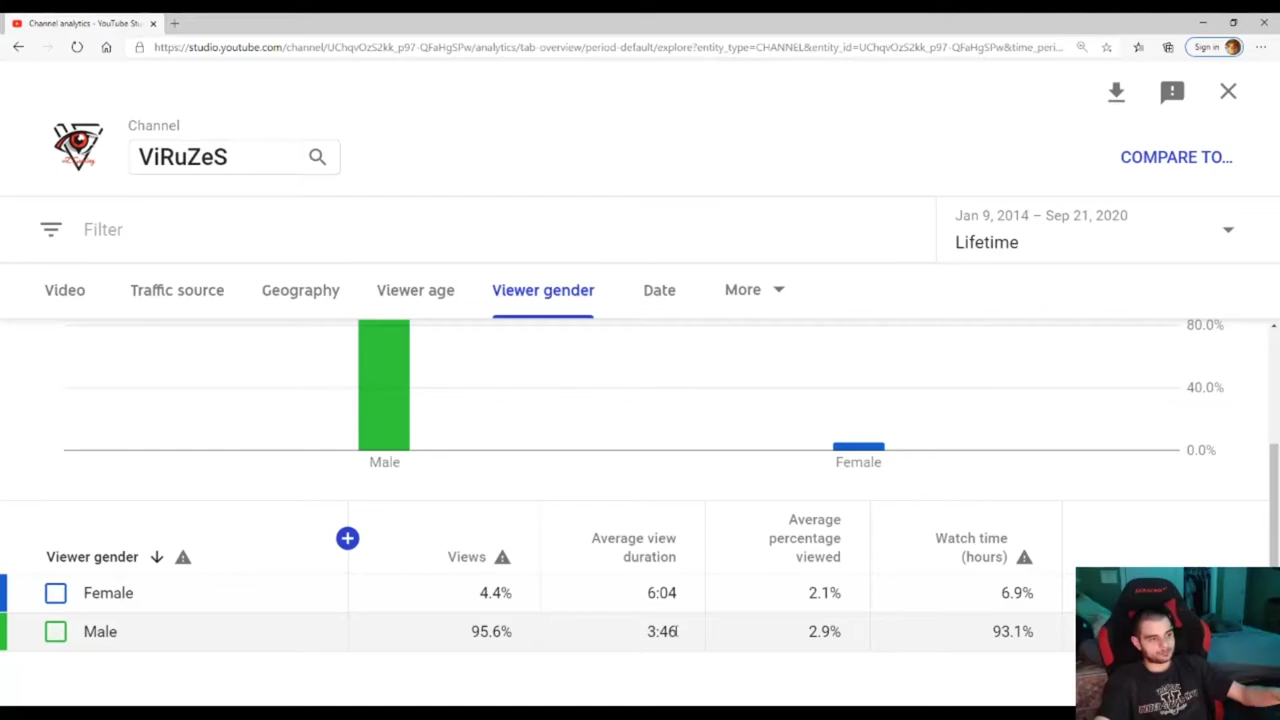 Channel analytics - YouTube Stu
https://studio.youtube.com/channel/UChqvOzS2kk_p97-QFaHgSPw/analytics/tab-overview/period-default/explore?entity_type=CHANNEL&entity_id=UChqvOzS2kk_p97-QFaHgSPw&time_peri...
Sign in
Channel
ViRuZeS
COMPARE TO...
Filter
Jan 9, 2014 – Sep 21, 2020
Lifetime
Video Traffic source Geography Viewer age Viewer gender Date More
80.0%
40.0%
0.0%
Male Female
Viewer gender Views Average view duration Average percentage viewed Watch time (hours)
Female 4.4% 6:04 2.1% 6.9%
Male 95.6% 3:46 2.9% 93.1%